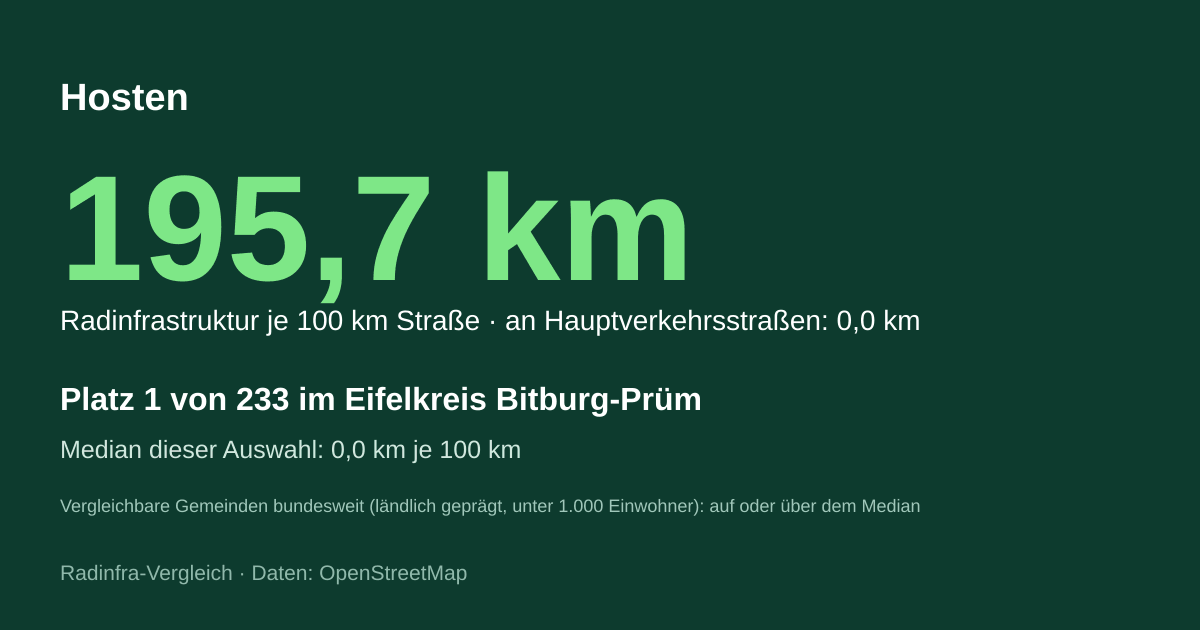 Hosten
195,7 km
Radinfrastruktur je 100 km Straße · an Hauptverkehrsstraßen: 0,0 km
Platz 1 von 233 im Eifelkreis Bitburg-Prüm
Median dieser Auswahl: 0,0 km je 100 km
Vergleichbare Gemeinden bundesweit (ländlich geprägt, unter 1.000 Einwohner): auf oder über dem Median
Radinfra-Vergleich · Daten: OpenStreetMap